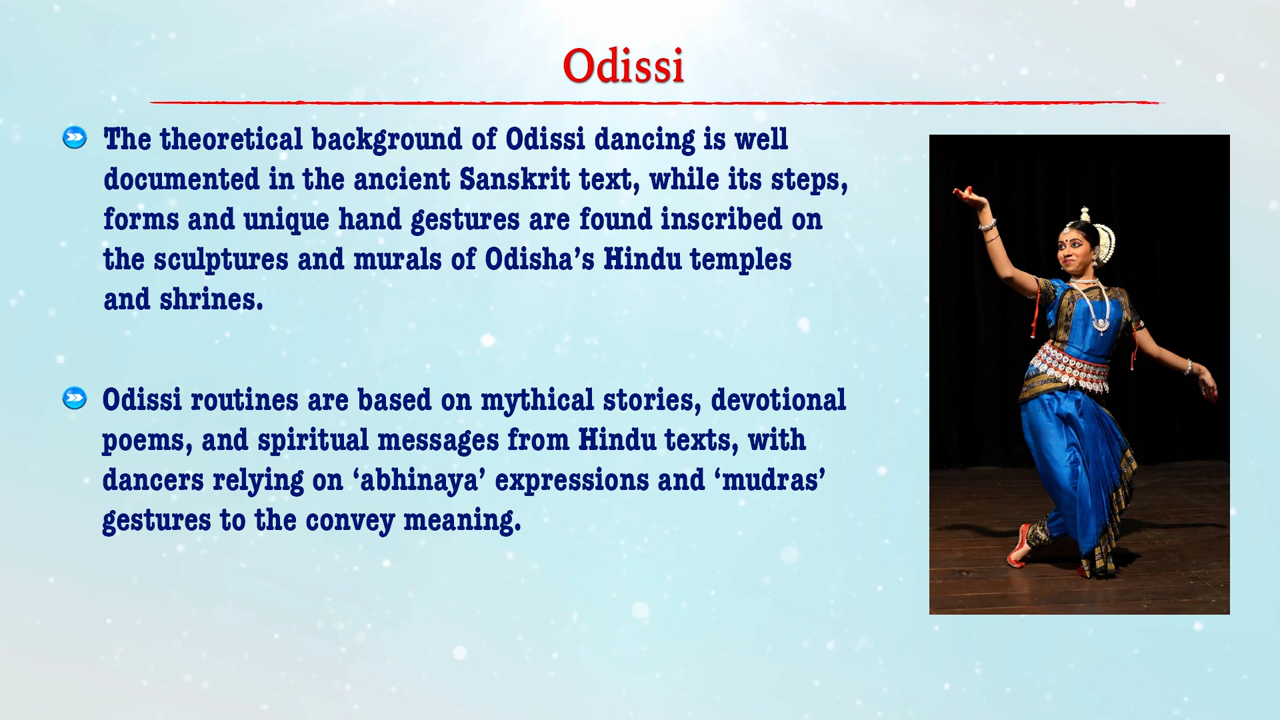 Odissi
The theoretical background of Odissi dancing is well
documented in the ancient Sanskrit text, while its steps,
forms and unique hand gestures are found inscribed on
the sculptures and murals of Odisha’s Hindu temples
and shrines.
Odissi routines are based on mythical stories, devotional
poems, and spiritual messages from Hindu texts, with
dancers relying on ‘abhinaya’ expressions and ‘mudras’
gestures to the convey meaning.